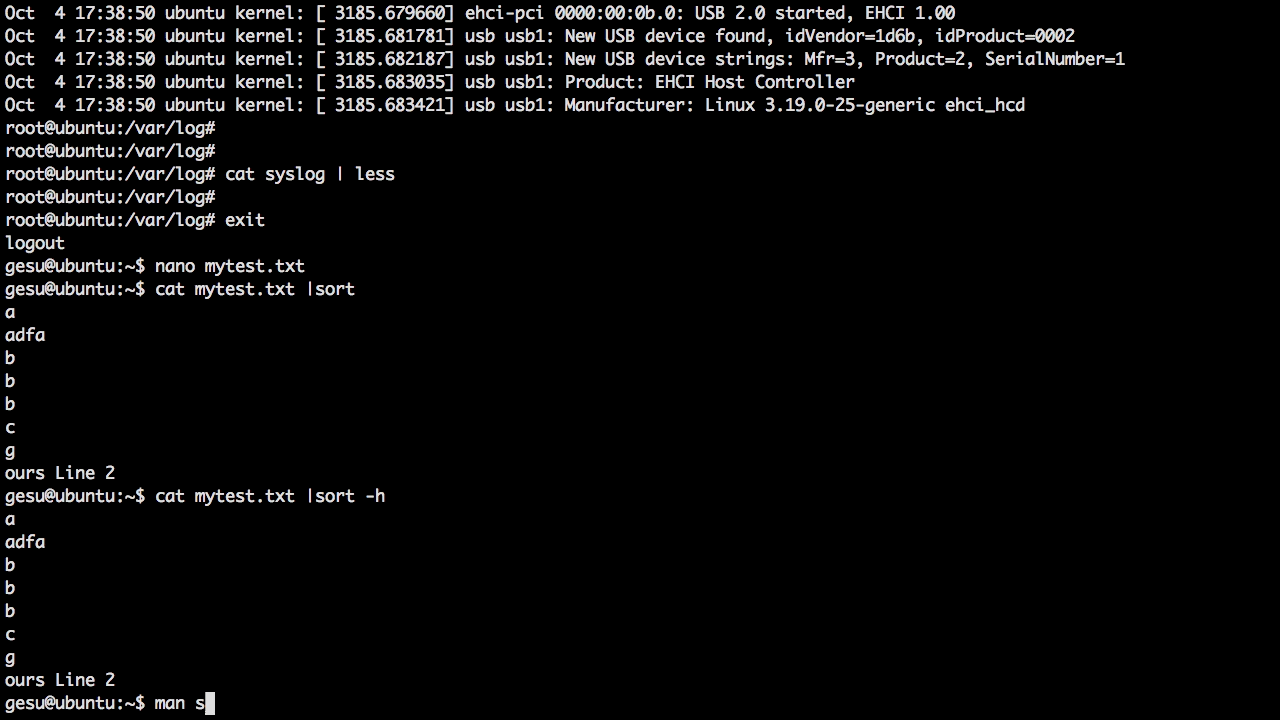 Oct  4 17:38:50 ubuntu kernel: [ 3185.679660] ehci-pci 0000:00:0b.0: USB 2.0 started, EHCI 1.00
Oct  4 17:38:50 ubuntu kernel: [ 3185.681781] usb usb1: New USB device found, idVendor=1d6b, idProduct=0002
Oct  4 17:38:50 ubuntu kernel: [ 3185.682187] usb usb1: New USB device strings: Mfr=3, Product=2, SerialNumber=1
Oct  4 17:38:50 ubuntu kernel: [ 3185.683035] usb usb1: Product: EHCI Host Controller
Oct  4 17:38:50 ubuntu kernel: [ 3185.683421] usb usb1: Manufacturer: Linux 3.19.0-25-generic ehci_hcd
root@ubuntu:/var/log#
root@ubuntu:/var/log#
root@ubuntu:/var/log# cat syslog | less
root@ubuntu:/var/log#
root@ubuntu:/var/log# exit
logout
gesu@ubuntu:~$ nano mytest.txt
gesu@ubuntu:~$ cat mytest.txt |sort
a
adfa
b
b
b
c
g
ours Line 2
gesu@ubuntu:~$ cat mytest.txt |sort -h
a
adfa
b
b
b
c
g
ours Line 2
gesu@ubuntu:~$ man s